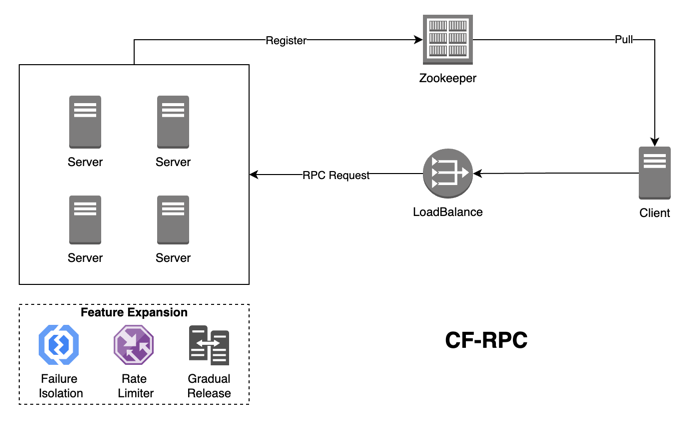 Register
Zookeeper
Pull
Server
Server
RPC Request
LoadBalance
Client
Server
Server
Feature Expansion
Failure
Isolation
Rate
Limiter
Gradual
Release
CF-RPC